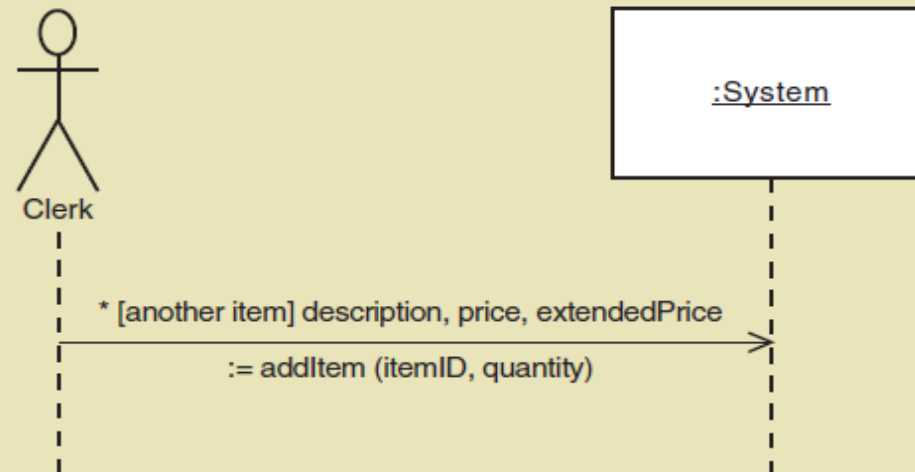 :System
Clerk
* [another item] description, price, extendedPrice
:= addItem (itemID, quantity)